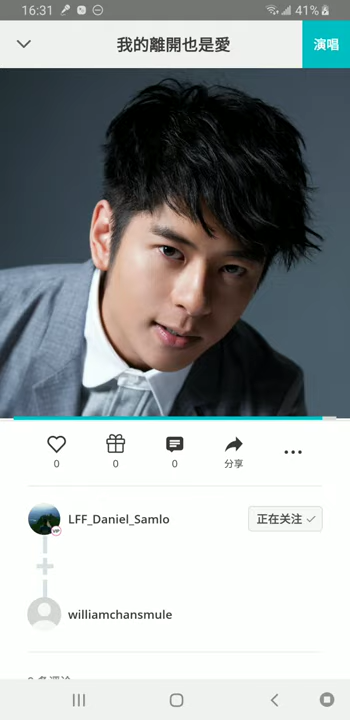 16:31
41%
我的離開也是愛
演唱
0
0
0
分享
LFF_Daniel_Samlo
VIP
正在关注
williamchansmule